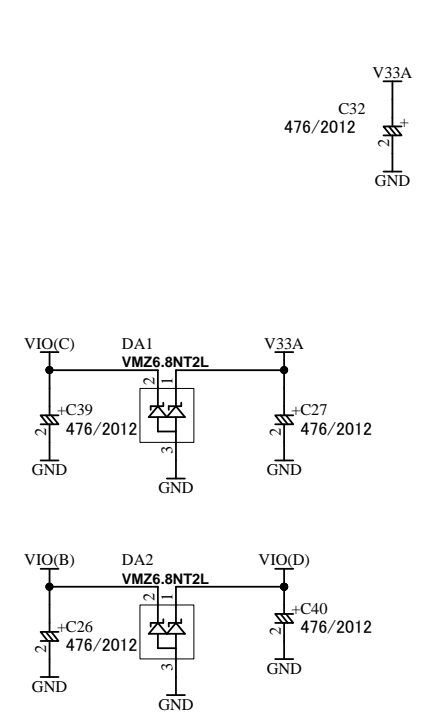 V33A
C32
+
476/2012
2
GND
VIO(C) DA1 V33A
VMZ6.8NT2L
2 1
+C39 +C27
2 476/2012 2 476/2012
3
GND GND GND
VIO(B) DA2 VIO(D)
VMZ6.8NT2L
2 1
+C26 +C40
2 476/2012 2 476/2012
3
GND GND GND